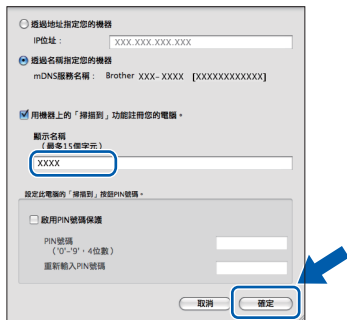 透過地址指定您的機器
IP位址：
XXX.XXX.XXX.XXX
透過名稱指定您的機器
mDNS服務名稱： Brother XXX-XXXX [XXXXXXXXXXXX]
用機器上的「掃描到」功能註冊您的電腦。
顯示名稱
（最多15個字元）
XXXX
設定此電腦的「掃描到」按鈕PIN號碼。
啟用PIN號碼保護
PIN號碼
（'0'-'9'，4位數）
重新輸入PIN號碼
取消 確定